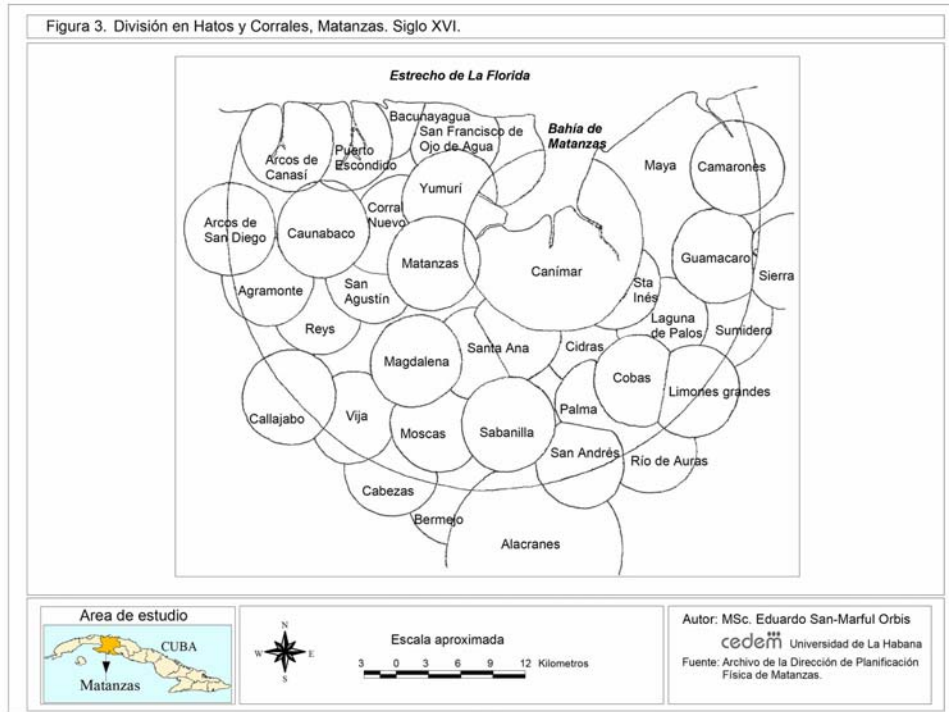 Figura 3. División en Hatos y Corrales, Matanzas. Siglo XVI.
Estrecho de La Florida
Bacunayagua
San Francisco de
Ojo de Agua
Bahía de
Matanzas
Puerto
Escondido
Arcos de
Canasí
Maya
Camarones
Yumurí
Corral
Nuevo
Arcos de
San Diego
Caunabaco
Matanzas
Canímar
Guamacaro
Sierra
Agramonte
San
Agustín
Sta
Inés
Reys
Laguna
de Palos
Sumidero
Magdalena
Santa Ana
Cidras
Cobas
Limones grandes
Callajabo
Vija
Moscas
Sabanilla
Palma
San Andrés
Río de Auras
Cabezas
Bermejo
Alacranes
Area de estudio
CUBA
Matanzas
N
W
E
S
Escala aproximada
3 0 3 6 9 12 Kilometros
Autor: MSc. Eduardo San-Marful Orbis
cedem Universidad de La Habana
Fuente: Archivo de la Dirección de Planificación
Física de Matanzas.